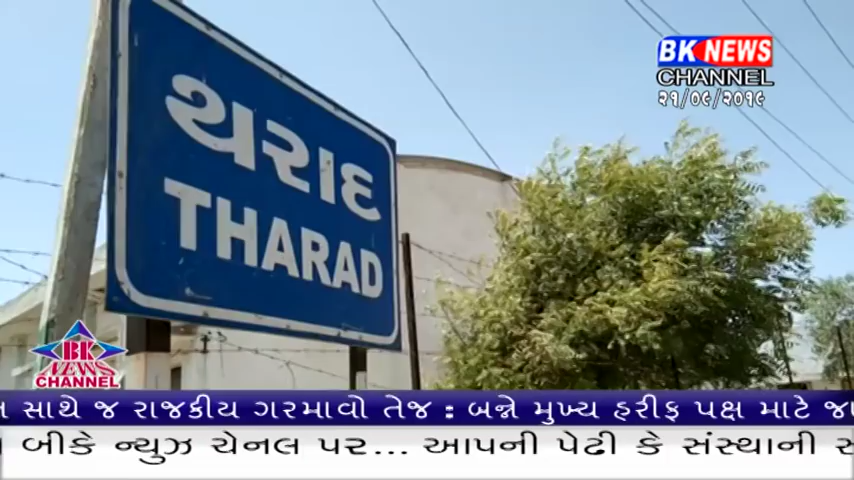 BK NEWS
CHANNEL
૨૧/૦૯/૨૦૧૯
થરાદ
THARAD
BK
NEWS
CHANNEL
સાથે જ રાજકીય ગરમાવો તેજ : બન્ને મુખ્ય હરીફ પક્ષ માટે
બીકે ન્યુઝ ચેનલ પર... આપની પેઢી કે સંસ્થાની